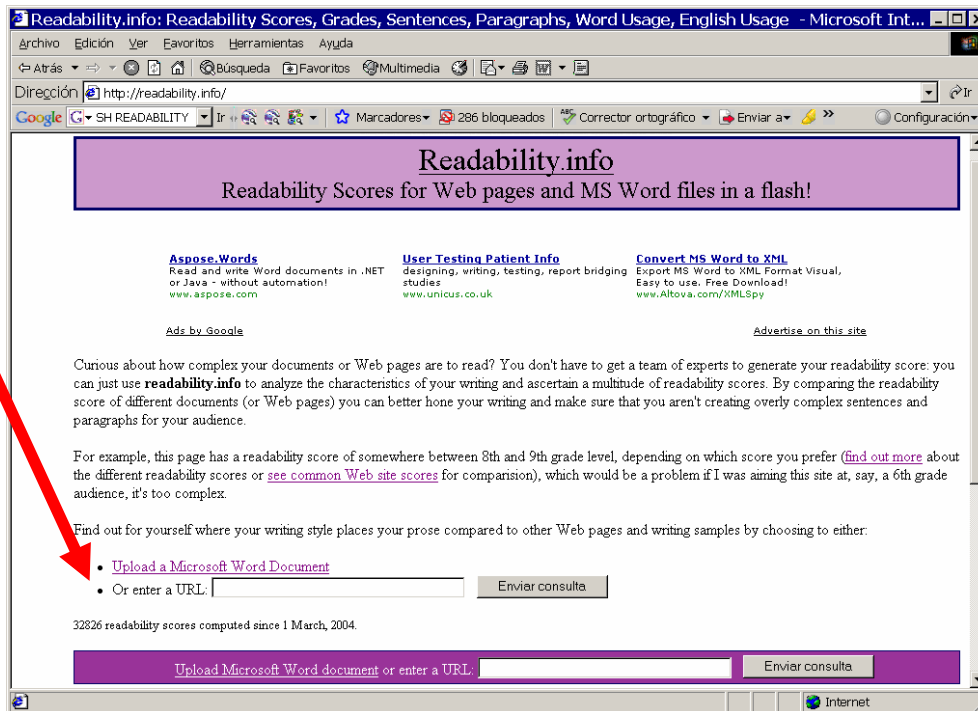 Readability.info: Readability Scores, Grades, Sentences, Paragraphs, Word Usage, English Usage - Microsoft Int...
Archivo Edición Ver Favoritos Herramientas Ayuda
Atrás Búsqueda Favoritos Multimedia
Dirección http://readability.info/ Ir
Google G SH READABILITY Ir Marcadores 286 bloqueados ABC Corrector ortográfico Enviar a » Configuración
Readability.info
Readability Scores for Web pages and MS Word files in a flash!
Aspose.Words User Testing Patient Info Convert MS Word to XML
Read and write Word documents in .NET designing, writing, testing, report bridging Export MS Word to XML Format Visual,
or Java - without automation! studies Easy to use. Free Download!
www.aspose.com www.unicus.co.uk www.Altova.com/XMLSpy
Ads by Google Advertise on this site
Curious about how complex your documents or Web pages are to read? You don't have to get a team of experts to generate your readability score: you
can just use readability.info to analyze the characteristics of your writing and ascertain a multitude of readability scores. By comparing the readability
score of different documents (or Web pages) you can better hone your writing and make sure that you aren't creating overly complex sentences and
paragraphs for your audience.
For example, this page has a readability score of somewhere between 8th and 9th grade level, depending on which score you prefer (find out more about
the different readability scores or see common Web site scores for comparision), which would be a problem if I was aiming this site at, say, a 6th grade
audience, it's too complex.
Find out for yourself where your writing style places your prose compared to other Web pages and writing samples by choosing to either:
• Upload a Microsoft Word Document
• Or enter a URL: Enviar consulta
32826 readability scores computed since 1 March, 2004.
Upload Microsoft Word document or enter a URL: Enviar consulta
Internet